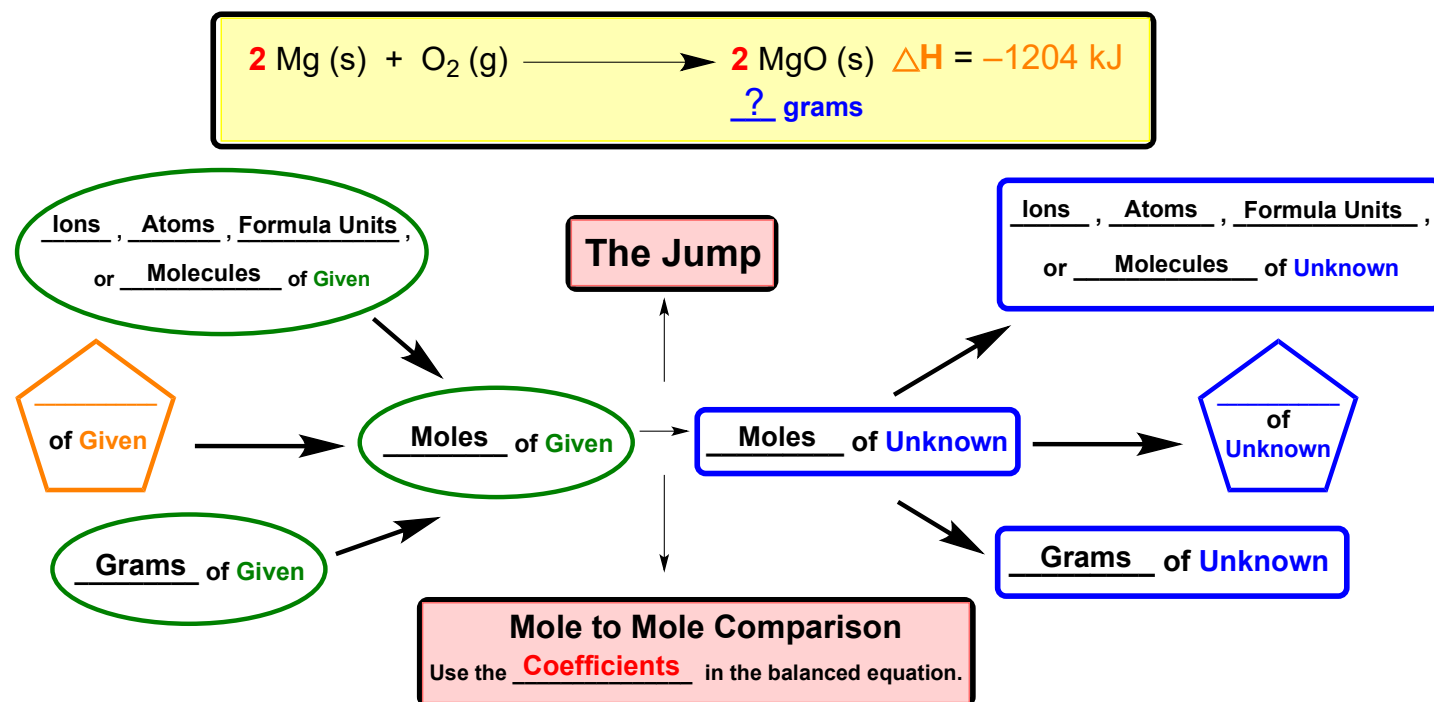 2 Mg (s) + O₂ (g) ⟶ 2 MgO (s) △H = –1204 kJ
? grams
Ions , Atoms , Formula Units ,
or Molecules of Given
The Jump
Ions , Atoms , Formula Units ,
or Molecules of Unknown
of Given
Moles of Given
Moles of Unknown
of
Unknown
Grams of Given
Grams of Unknown
Mole to Mole Comparison
Use the Coefficients in the balanced equation.